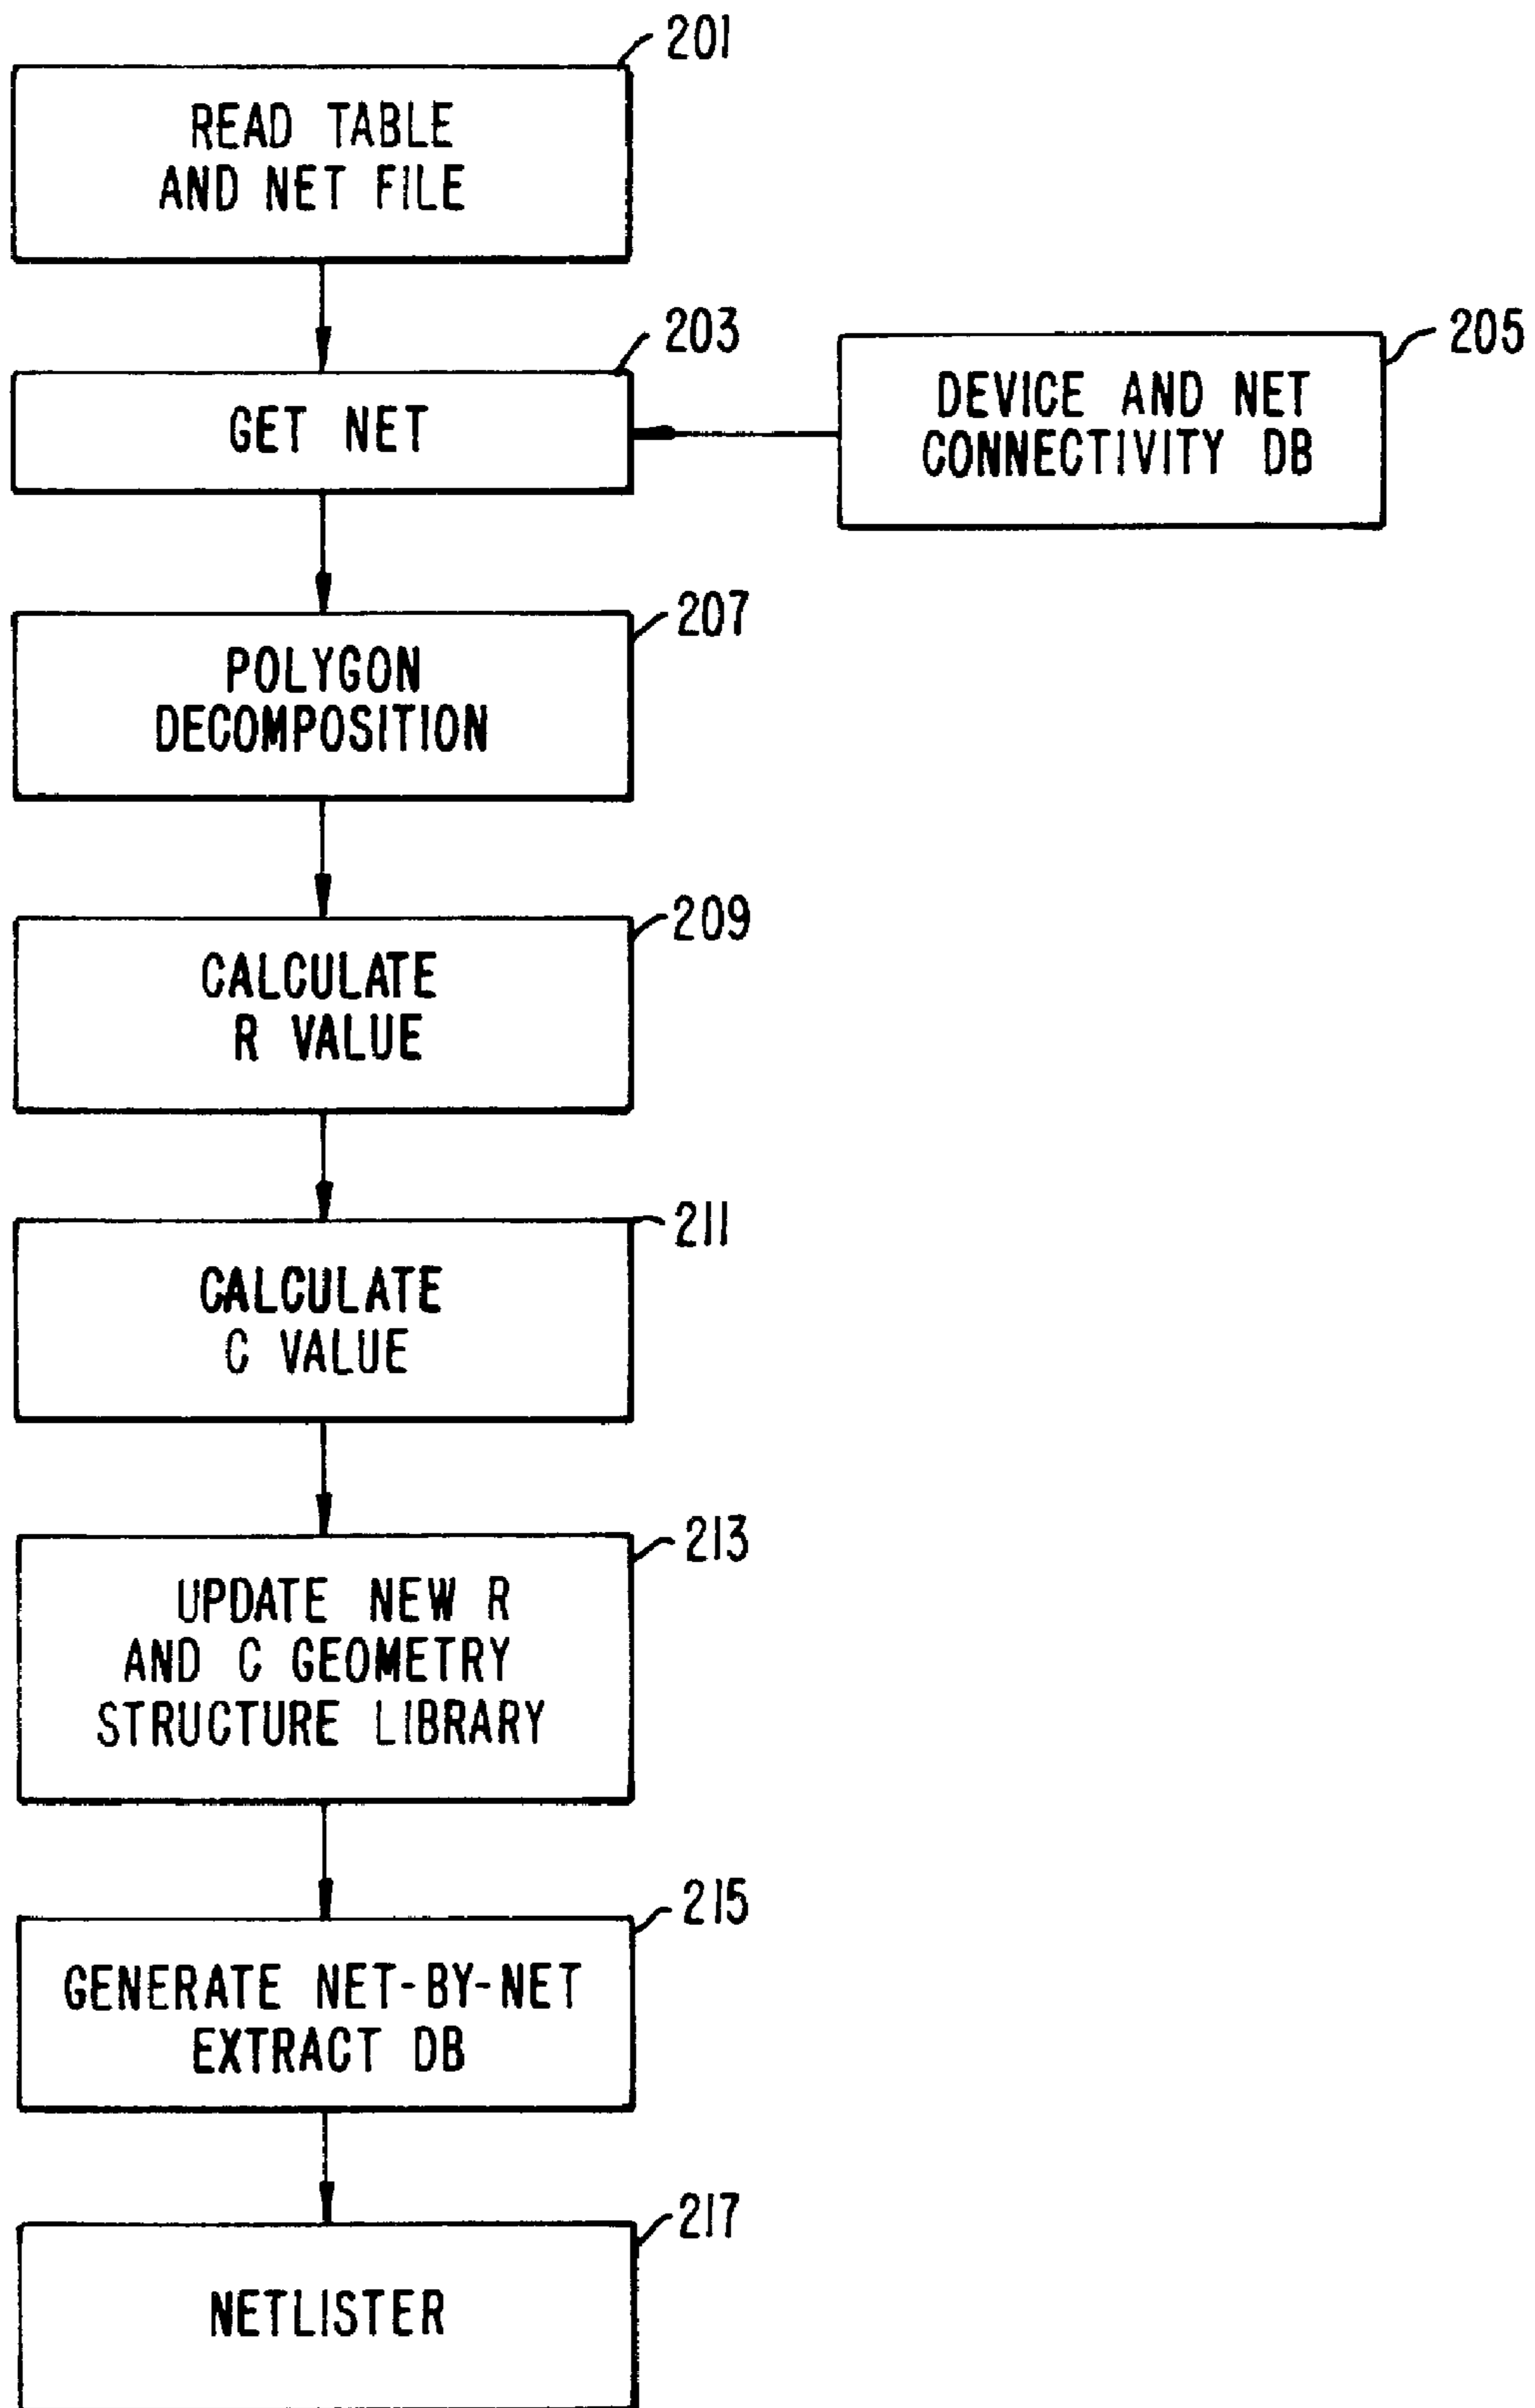 201
READ TABLE
AND NET FILE
203
GET NET
205
DEVICE AND NET
CONNECTIVITY DB
207
POLYGON
DECOMPOSITION
209
CALCULATE
R VALUE
211
CALCULATE
C VALUE
213
UPDATE NEW R
AND C GEOMETRY
STRUCTURE LIBRARY
215
GENERATE NET-BY-NET
EXTRACT DB
217
NETLISTER